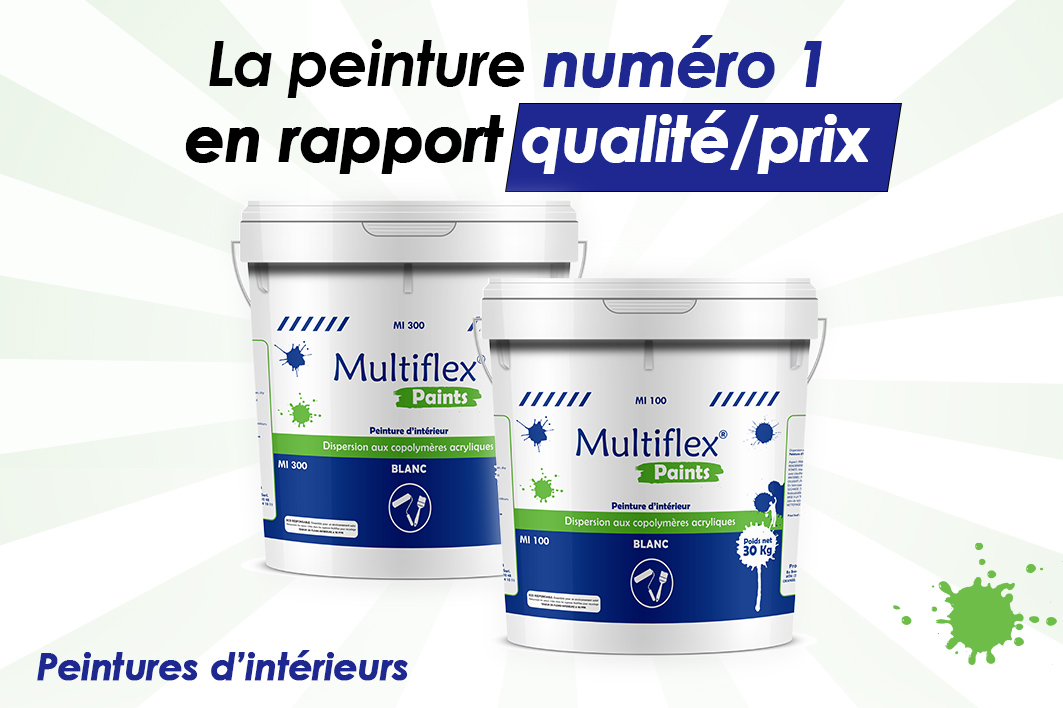 La peinture numéro 1
en rapport qualité/prix
MI 300
Multiflex®
Paints
Peinture d'intérieur
Dispersion aux copolymères acryliques
MI 300
BLANC
MI 100
Multiflex®
Paints
Peinture d'intérieur
Dispersion aux copolymères acryliques
MI 100
BLANC
Poids net
30 Kg
Peintures d'intérieurs